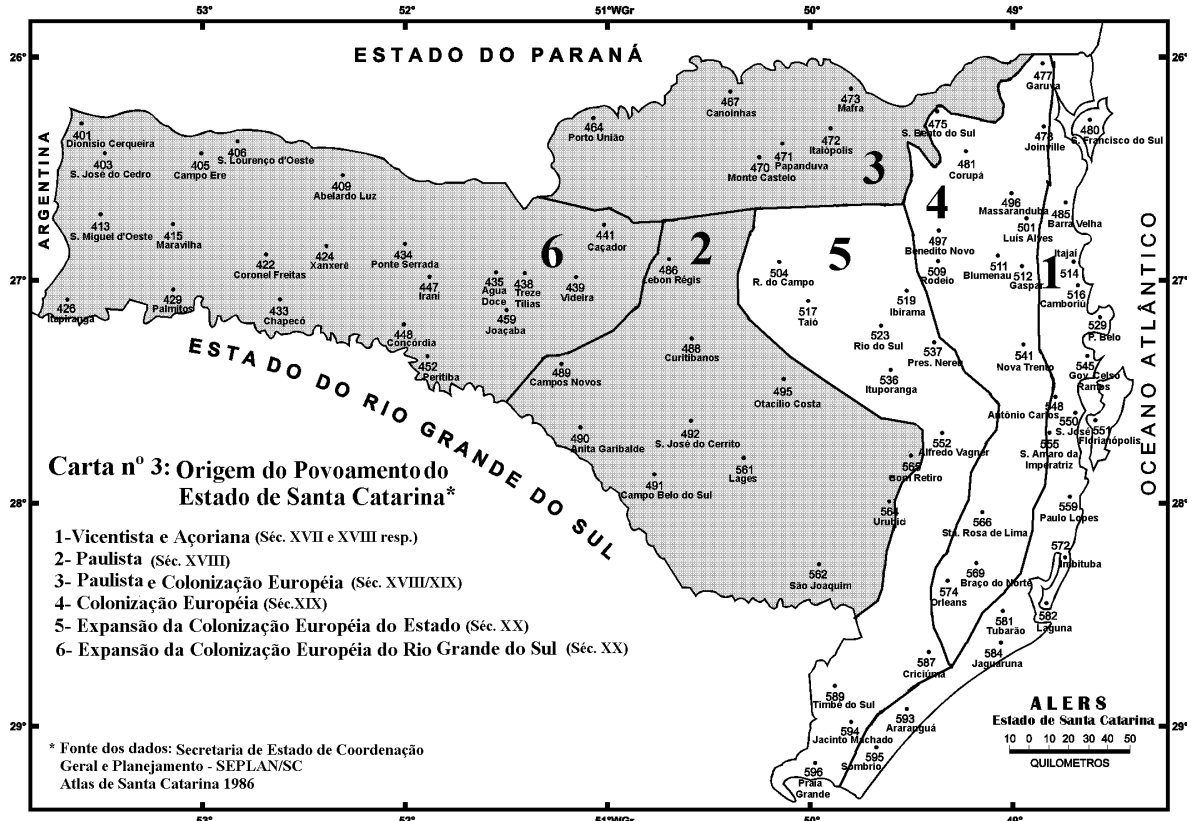 53°
52°
51°WGr
50°
49°
26°
26°
ESTADO DO PARANÁ
477
Garuva
467
Canoinhas
473
Mafra
464
Porto União
475
S. Bento do Sul
480
S. Francisco do Sul
401
Dionisio Cerqueira
406
S. Lourenço d'Oeste
472
Itaiópolis
478
Joinville
ARGENTINA
403
S. José do Cedro
405
Campo Ere
471
Papanduva
470
Monte Castelo
3
481
Corupá
409
Abelardo Luz
4
496
Massaranduba
485
Barra Velha
413
S. Miguel d'Oeste
415
Maravilha
441
Caçador
501
Luís Alves
497
Benedito Novo
6
2
5
1
434
Ponte Serrada
424
Xanxerê
422
Coronel Freitas
486
Lebon Régis
504
R. do Campo
509
Rodeio
511
Blumenau
512
Gaspar
Itajaí
514
447
Irani
435
Agua
Doce
438
Treze
Tílias
439
Videira
516
Camboriú
27°
27°
426
Itapiranga
429
Palmitos
433
Chapecó
459
Joaçaba
517
Taió
519
Ibirama
529
P. Belo
448
Concórdia
523
Rio do Sul
488
Curitibanos
537
Pres. Nereu
541
Nova Trento
545
Gov. Celso
Ramos
452
Peritiba
489
Campos Novos
536
Ituporanga
495
Otacílio Costa
548
Antônio Carlos
550
S. José
551
Florianópolis
ESTADO DO RIO GRANDE DO SUL
OCEANO ATLÂNTICO
490
Anita Garibalde
492
S. José do Cerrito
552
Alfredo Vagner
555
S. Amaro da
Imperatriz
561
Lages
565
Bom Retiro
491
Campo Belo do Sul
564
Urubici
559
Paulo Lopes
566
Sta. Rosa de Lima
28°
28°
572
Imbituba
562
São Joaquim
569
Braço do Norte
574
Orleans
581
Tubarão
582
Laguna
584
Jaguaruna
587
Criciúma
589
Timbé do Sul
593
Araranguá
594
Jacinto Machado
595
Sombrio
596
Praia
Grande
Carta nº 3: Origem do Povoamento do
Estado de Santa Catarina*
1-Vicentista e Açoriana (Séc. XVII e XVIII resp.)
2- Paulista (Séc. XVIII)
3- Paulista e Colonização Européia (Séc. XVIII/XIX)
4- Colonização Européia (Séc.XIX)
5- Expansão da Colonização Européia do Estado (Séc. XX)
6- Expansão da Colonização Européia do Rio Grande do Sul (Séc. XX)
29°
29°
* Fonte dos dados: Secretaria de Estado de Coordenação
Geral e Planejamento - SEPLAN/SC
Atlas de Santa Catarina 1986
ALERS
Estado de Santa Catarina
10 0 10 20 30 40 50
QUILOMETROS
53°
52°
51°WGr
50°
49°